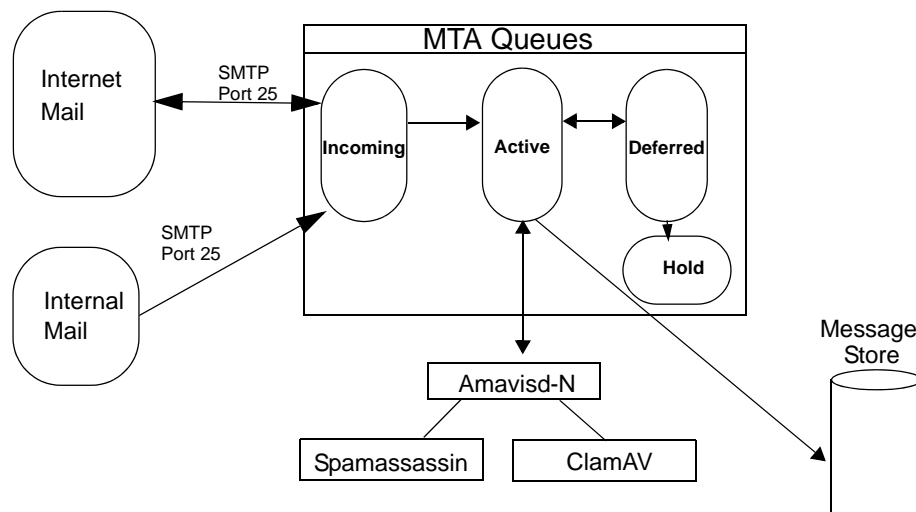 MTA Queues
Internet
Mail
SMTP
Port 25
Incoming
Active
Deferred
Hold
SMTP
Port 25
Internal
Mail
Message
Store
Amavisd-N
Spamassassin
ClamAV